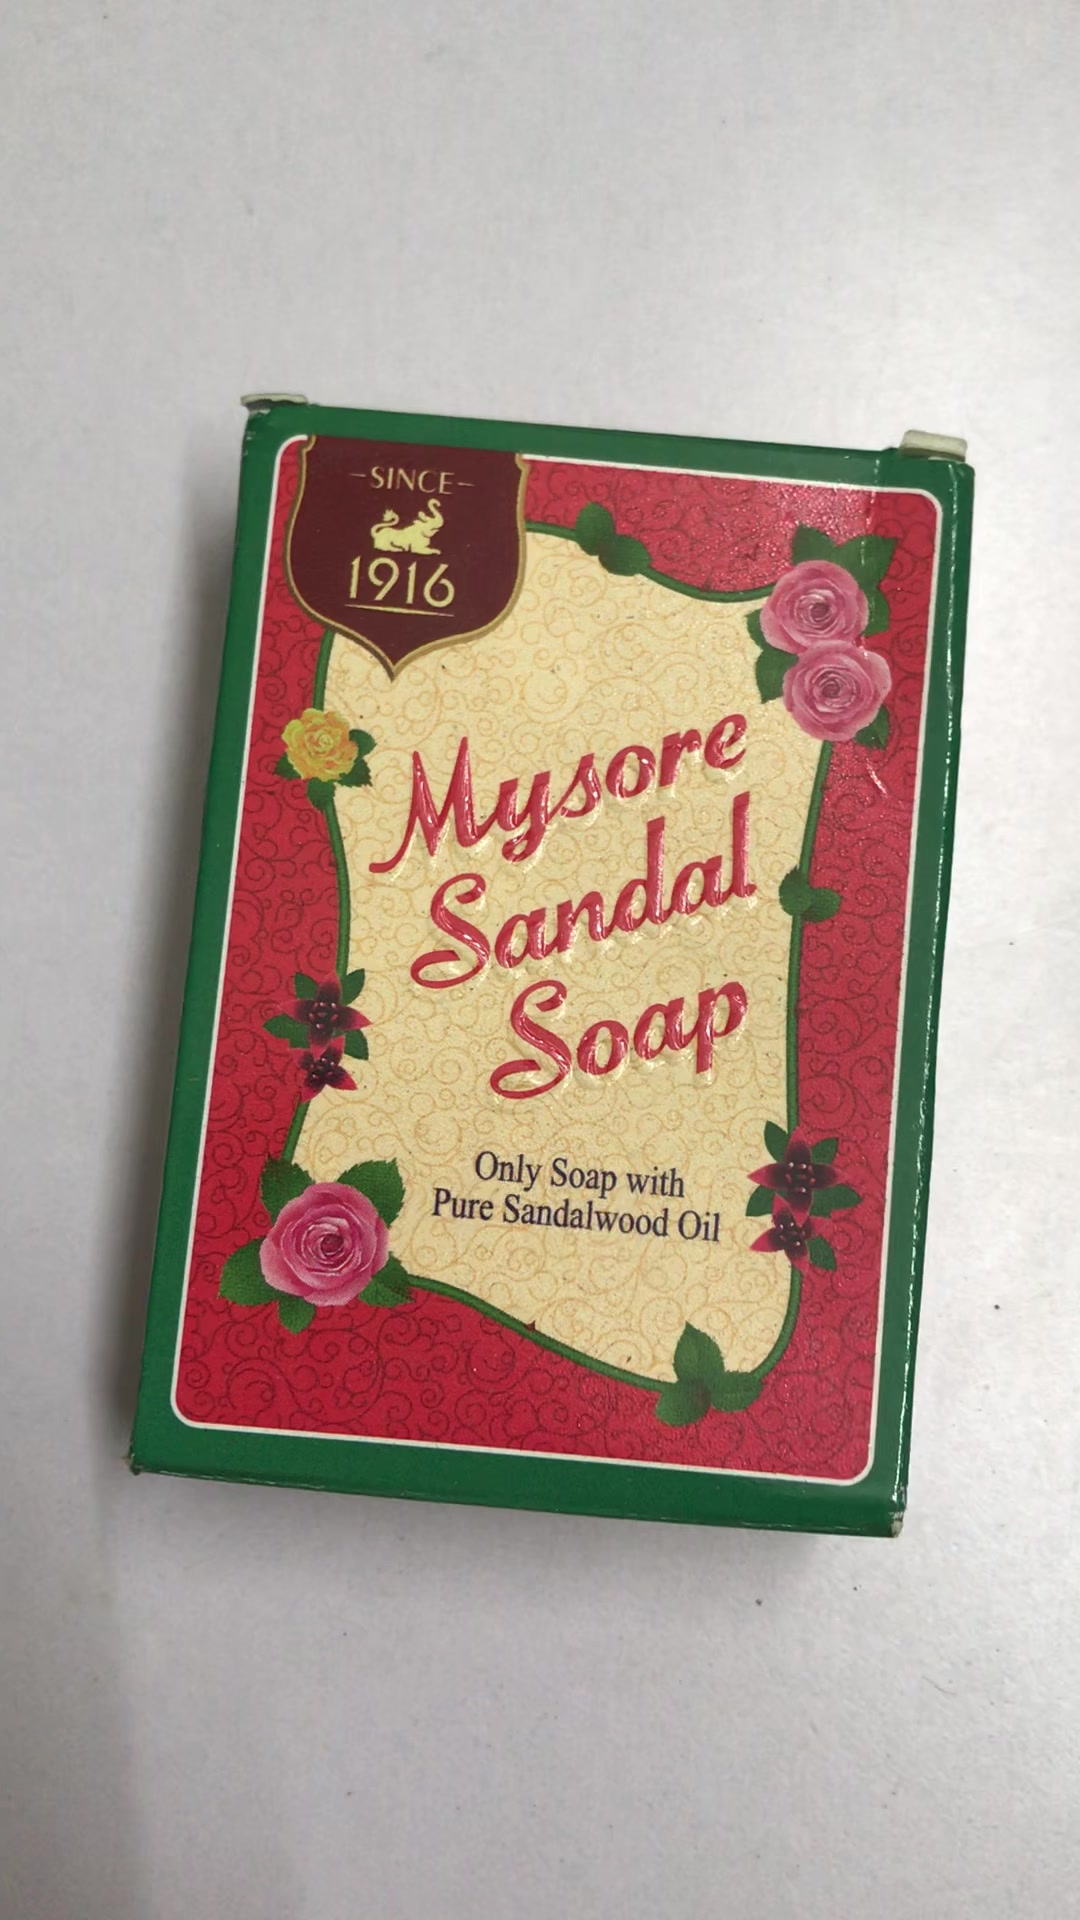 -SINCE-
1916
Mysore
Sandal
Soap
Only Soap with
Pure Sandalwood Oil